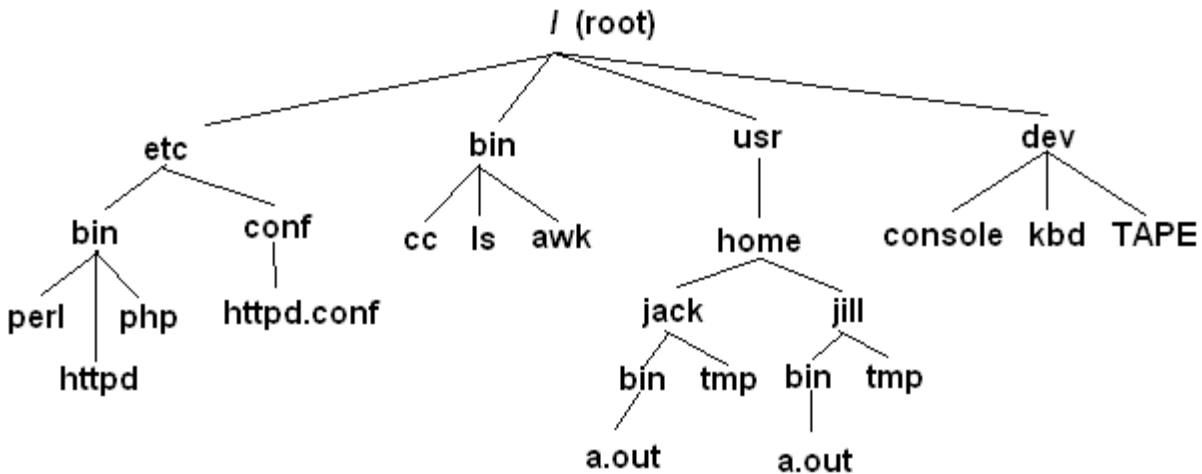 / (root)
etc bin usr dev
bin conf cc ls awk home console kbd TAPE
perl php httpd.conf jack jill
httpd bin tmp bin tmp
a.out a.out